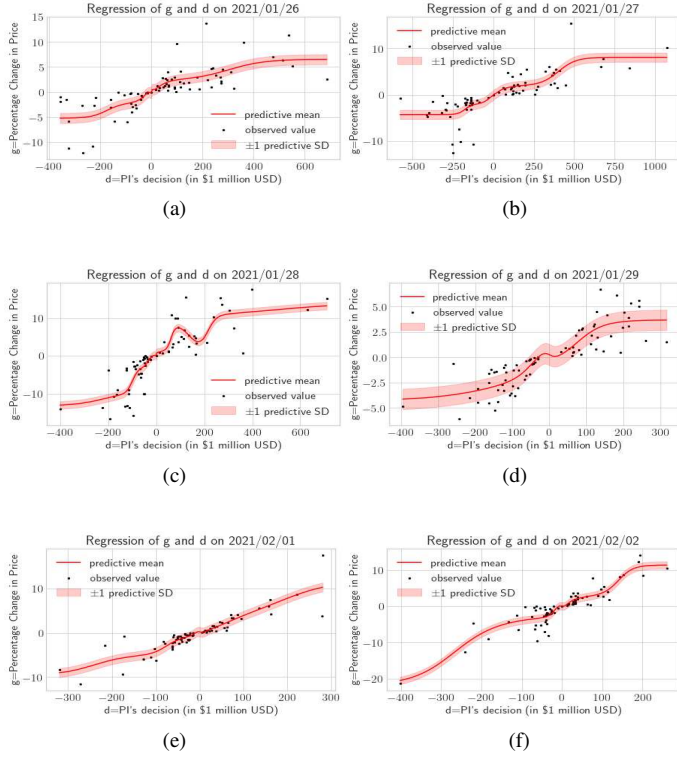 Regression of g and d on 2021/01/26
g=Percentage Change in Price
15
10
5
0
−5
−10
predictive mean
observed value
±1 predictive SD
−400
−200
0
200
400
600
d=PI's decision (in $1 million USD)
(a)
Regression of g and d on 2021/01/27
g=Percentage Change in Price
10
0
−10
predictive mean
observed value
±1 predictive SD
−500
−250
0
250
500
750
1000
d=PI's decision (in $1 million USD)
(b)
Regression of g and d on 2021/01/28
g=Percentage Change in Price
10
0
−10
predictive mean
observed value
±1 predictive SD
−400
−200
0
200
400
600
d=PI's decision (in $1 million USD)
(c)
Regression of g and d on 2021/01/29
g=Percentage Change in Price
5.0
2.5
0.0
−2.5
−5.0
predictive mean
observed value
±1 predictive SD
−400
−300
−200
−100
0
100
200
300
d=PI's decision (in $1 million USD)
(d)
Regression of g and d on 2021/02/01
g=Percentage Change in Price
10
0
−10
predictive mean
observed value
±1 predictive SD
−300
−200
−100
0
100
200
300
d=PI's decision (in $1 million USD)
(e)
Regression of g and d on 2021/02/02
g=Percentage Change in Price
10
0
−10
−20
predictive mean
observed value
±1 predictive SD
−400
−300
−200
−100
0
100
200
d=PI's decision (in $1 million USD)
(f)